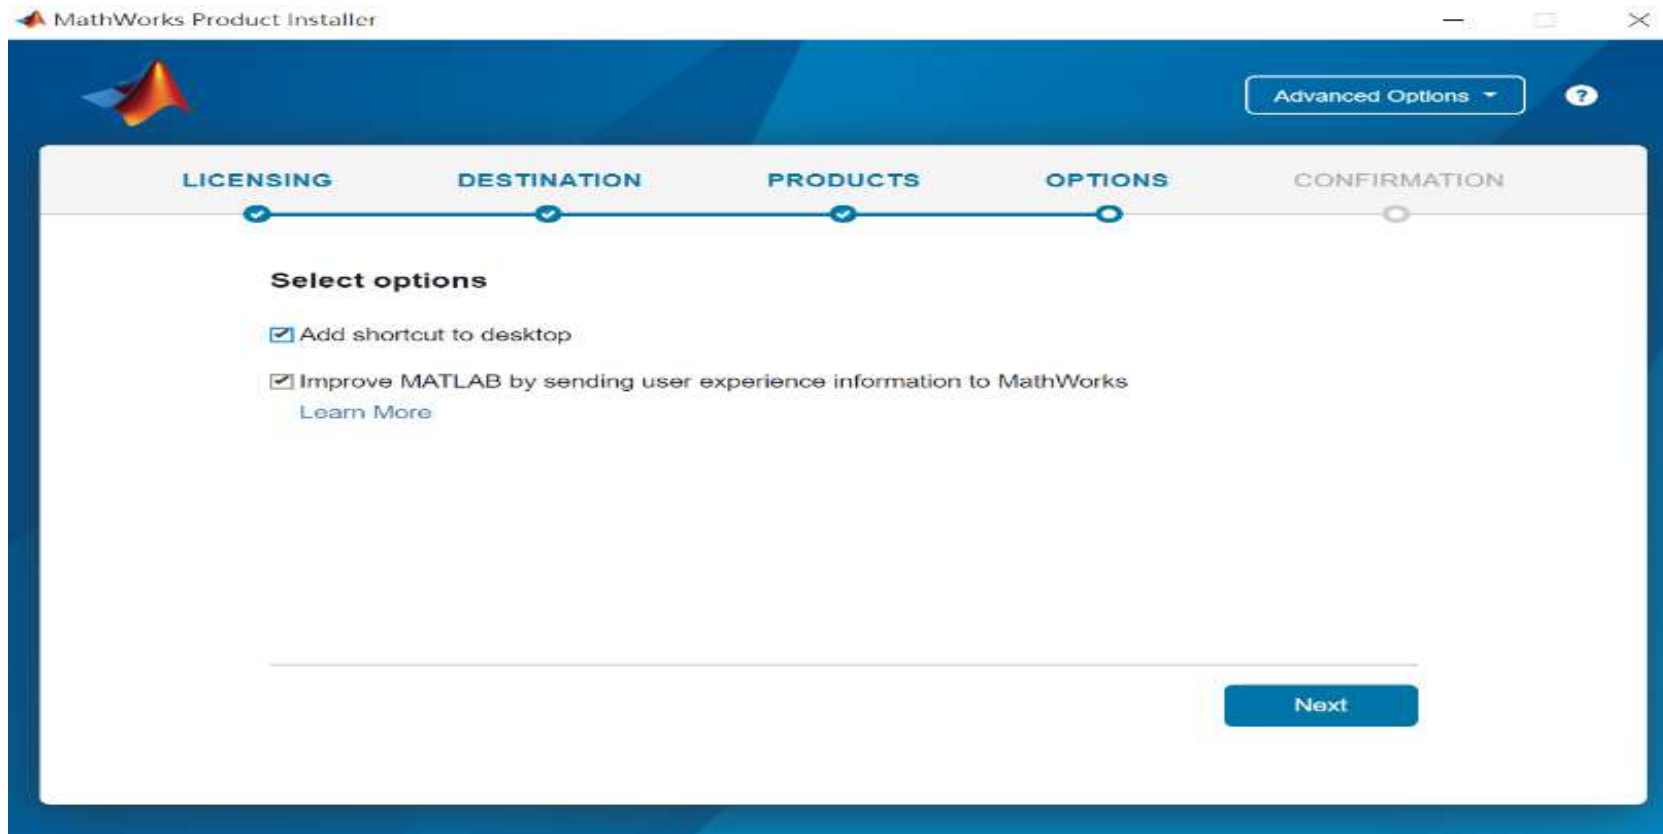 MathWorks Product Installer
Advanced Options
?
LICENSING DESTINATION PRODUCTS OPTIONS CONFIRMATION
Select options
Add shortcut to desktop
Improve MATLAB by sending user experience information to MathWorks
Learn More
Next